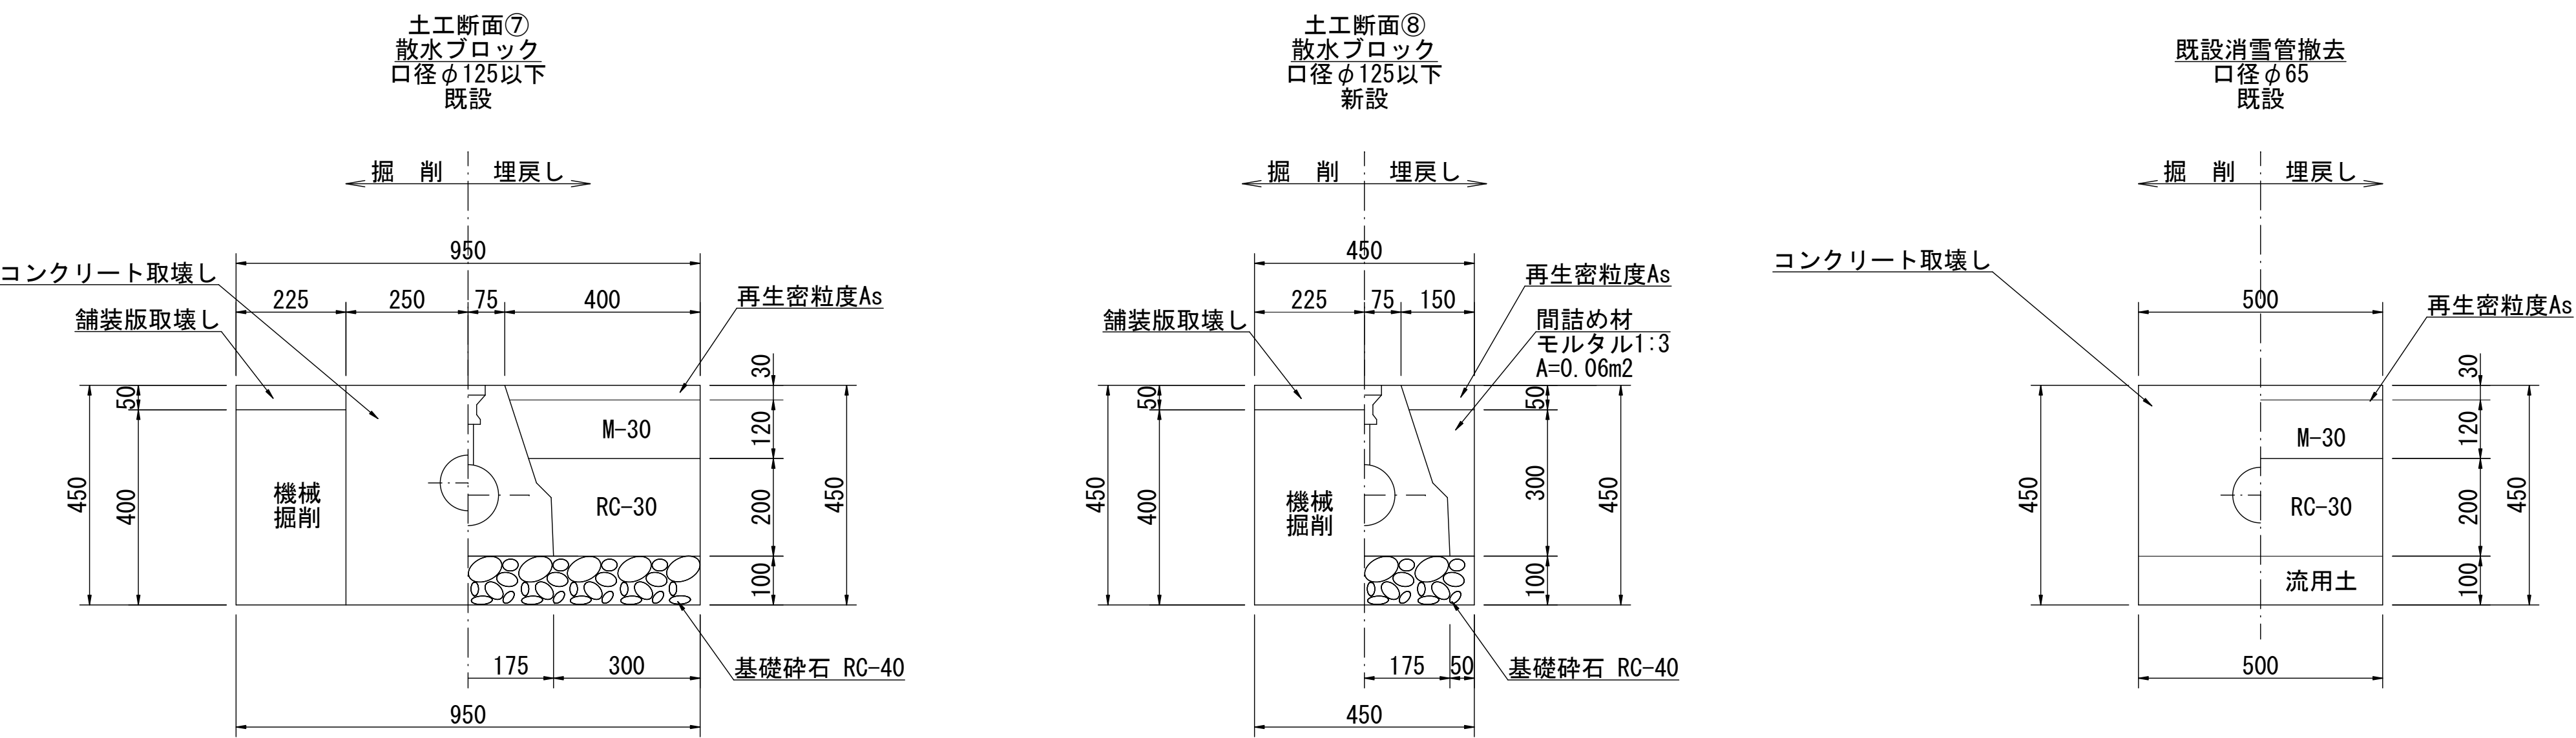 土工断面⑦
散水ブロック
口径φ125以下
既設
掘　削　　埋戻し
950
コンクリート取壊し
225
250
75
400
再生密粒度As
舗装版取壊し
50
450
400
機械
掘削
M-30
RC-30
30
120
200
100
450
175
300
基礎砕石 RC-40
950
土工断面⑧
散水ブロック
口径φ125以下
新設
掘　削　　埋戻し
450
225
75
150
再生密粒度As
舗装版取壊し
間詰め材
モルタル1:3
A=0.06m2
50
450
400
機械
掘削
50
300
100
450
175
50
基礎砕石 RC-40
450
既設消雪管撤去
口径φ65
既設
掘　削　　埋戻し
コンクリート取壊し
500
再生密粒度As
450
M-30
RC-30
流用土
30
120
200
100
450
500